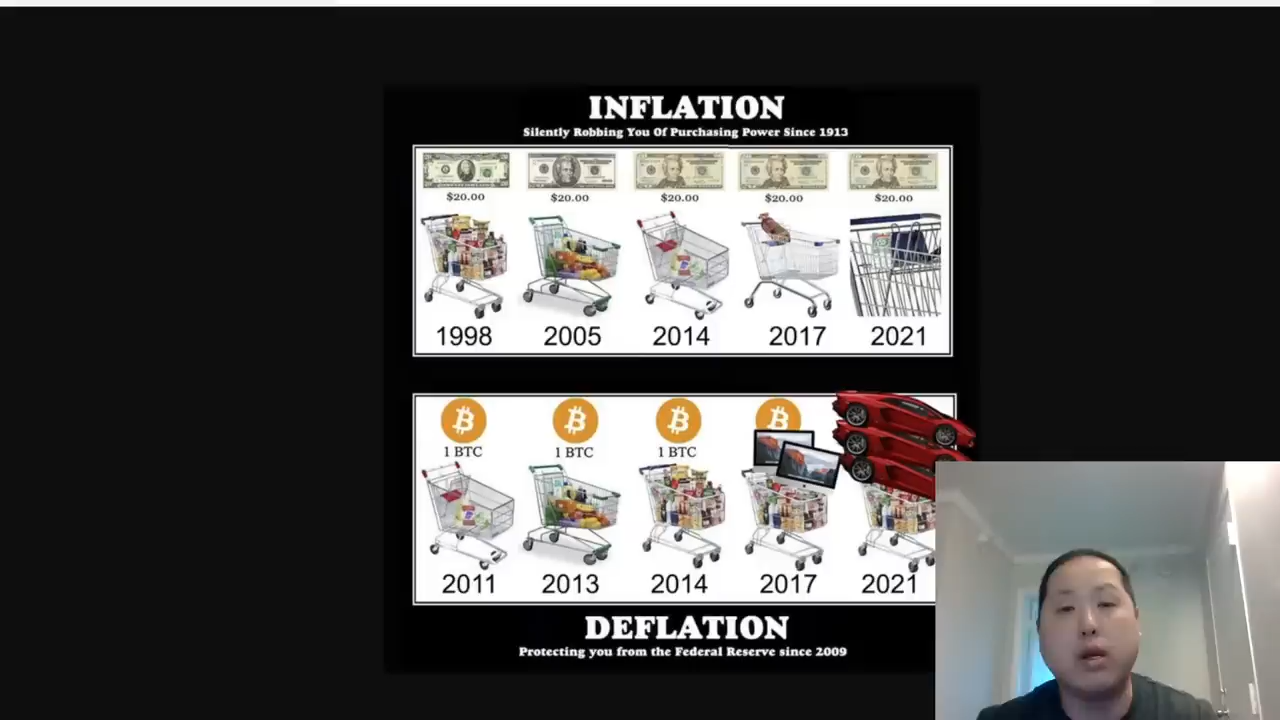 INFLATION
Silently Robbing You Of Purchasing Power Since 1913
$20.00 $20.00 $20.00 $20.00 $20.00
1998 2005 2014 2017 2021
1 BTC 1 BTC 1 BTC
2011 2013 2014 2017 2021
DEFLATION
Protecting you from the Federal Reserve since 2009